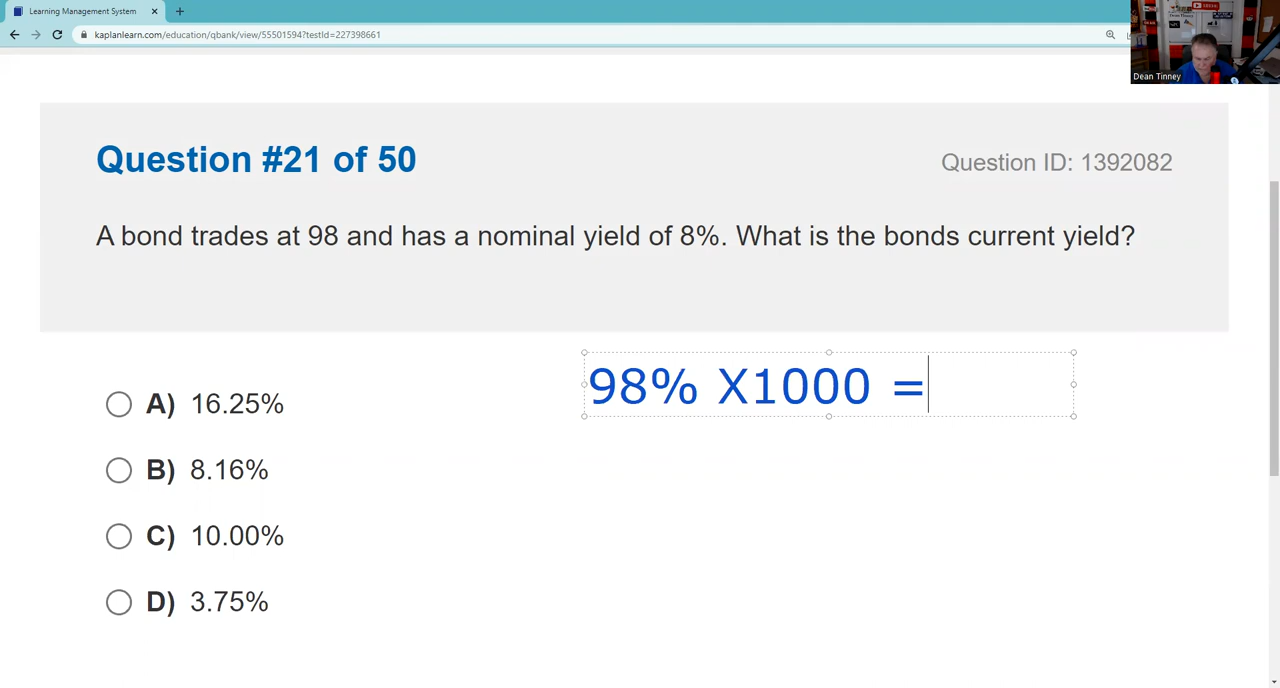 Learning Management System
kaplanlearn.com/education/qbank/view/55501594?testId=227398661
Dean Tinney
Question #21 of 50
Question ID: 1392082
A bond trades at 98 and has a nominal yield of 8%. What is the bonds current yield?
98% X1000 =
A) 16.25%
B) 8.16%
C) 10.00%
D) 3.75%